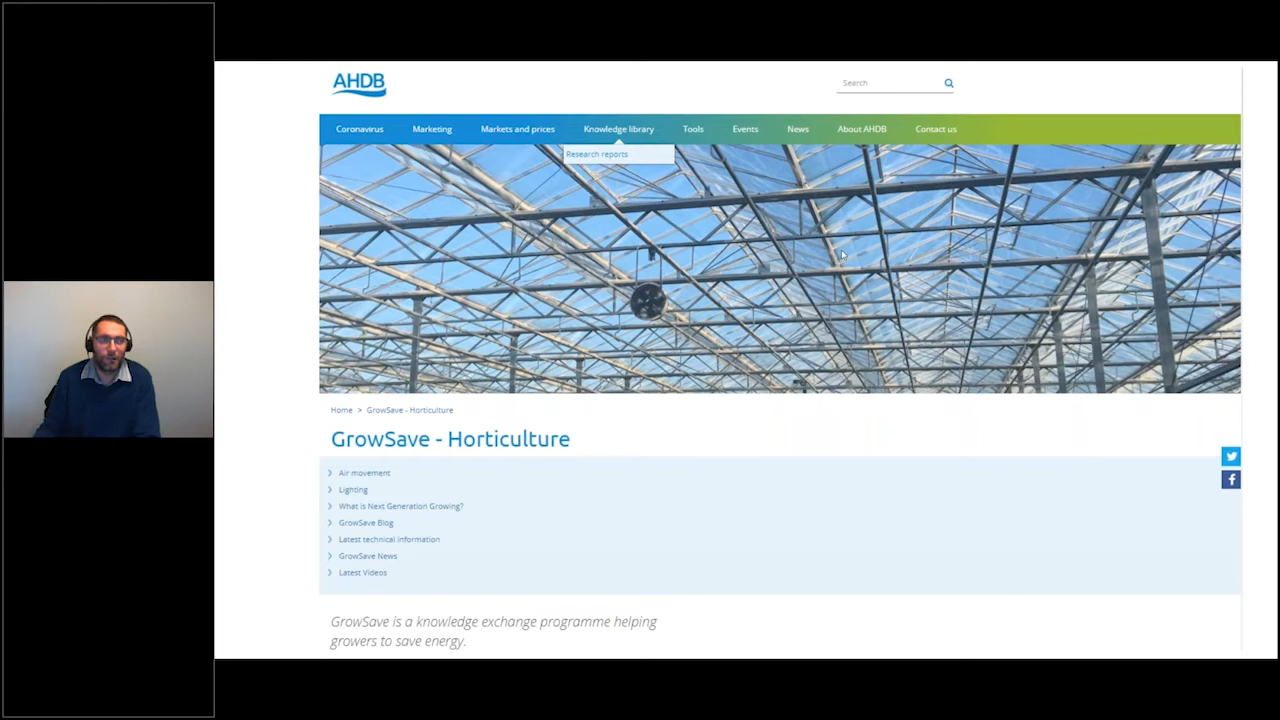 AHDB
Search
Coronavirus Marketing Markets and prices Knowledge library Tools Events News About AHDB Contact us
Research reports
Home > GrowSave - Horticulture
GrowSave - Horticulture
Air movement
Lighting
What is Next Generation Growing?
GrowSave Blog
Latest technical information
GrowSave News
Latest Videos
GrowSave is a knowledge exchange programme helping
growers to save energy.